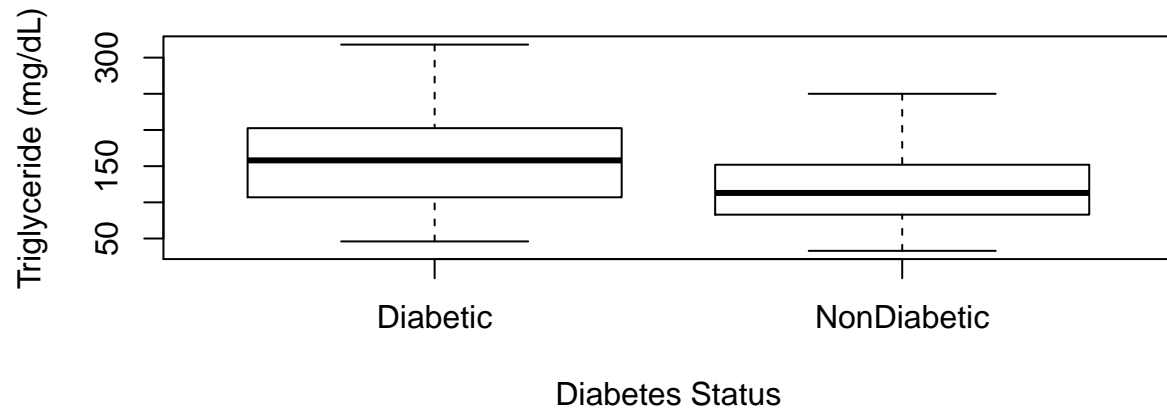 Triglyceride (mg/dL)
300
150
50
Diabetic
NonDiabetic
Diabetes Status